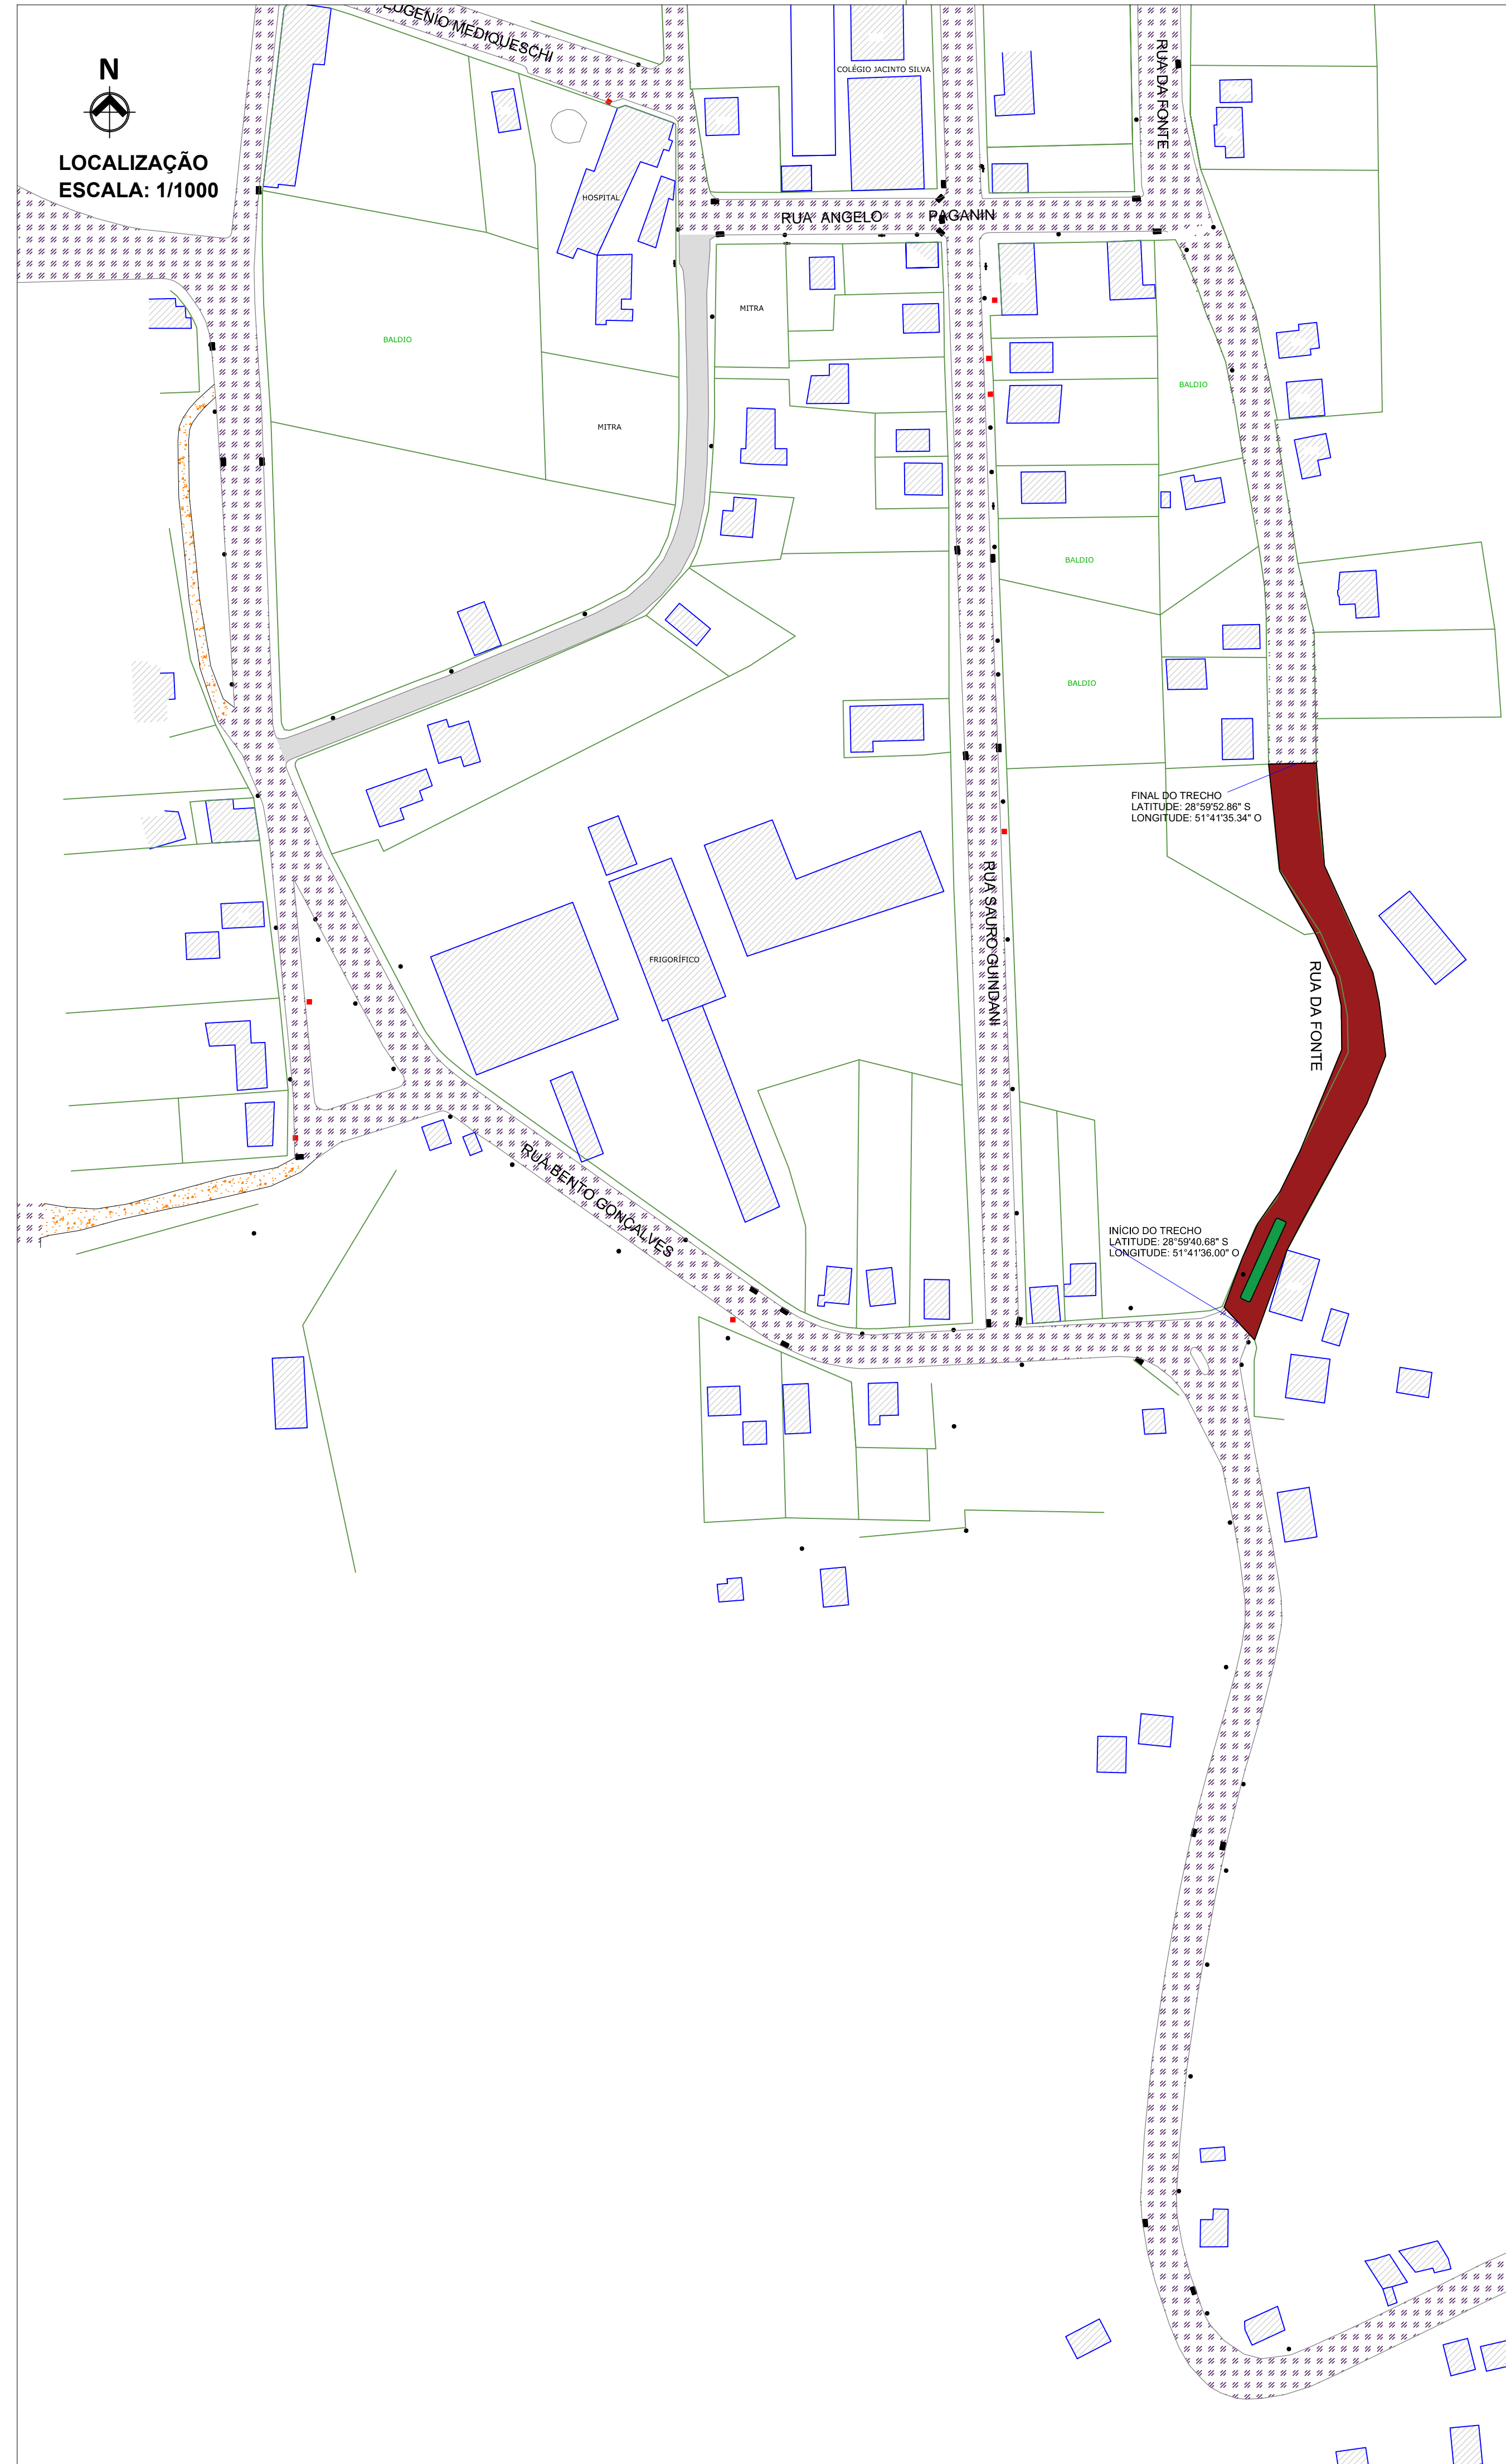 EUGENIO MEDIQUESCHI
N
LOCALIZAÇÃO
ESCALA: 1/1000
COLÉGIO JACINTO SILVA
RUA DA FONTE
HOSPITAL
RUA ANGELO PAGANIN
MITRA
BALDIO
BALDIO
MITRA
BALDIO
BALDIO
FINAL DO TRECHO
LATITUDE: 28°59'52.86" S
LONGITUDE: 51°41'35.34" O
RUA SAURO GUINDANI
FRIGORÍFICO
RUA DA FONTE
RUA BENTO GONÇALVES
INÍCIO DO TRECHO
LATITUDE: 28°59'40.68" S
LONGITUDE: 51°41'36.00" O